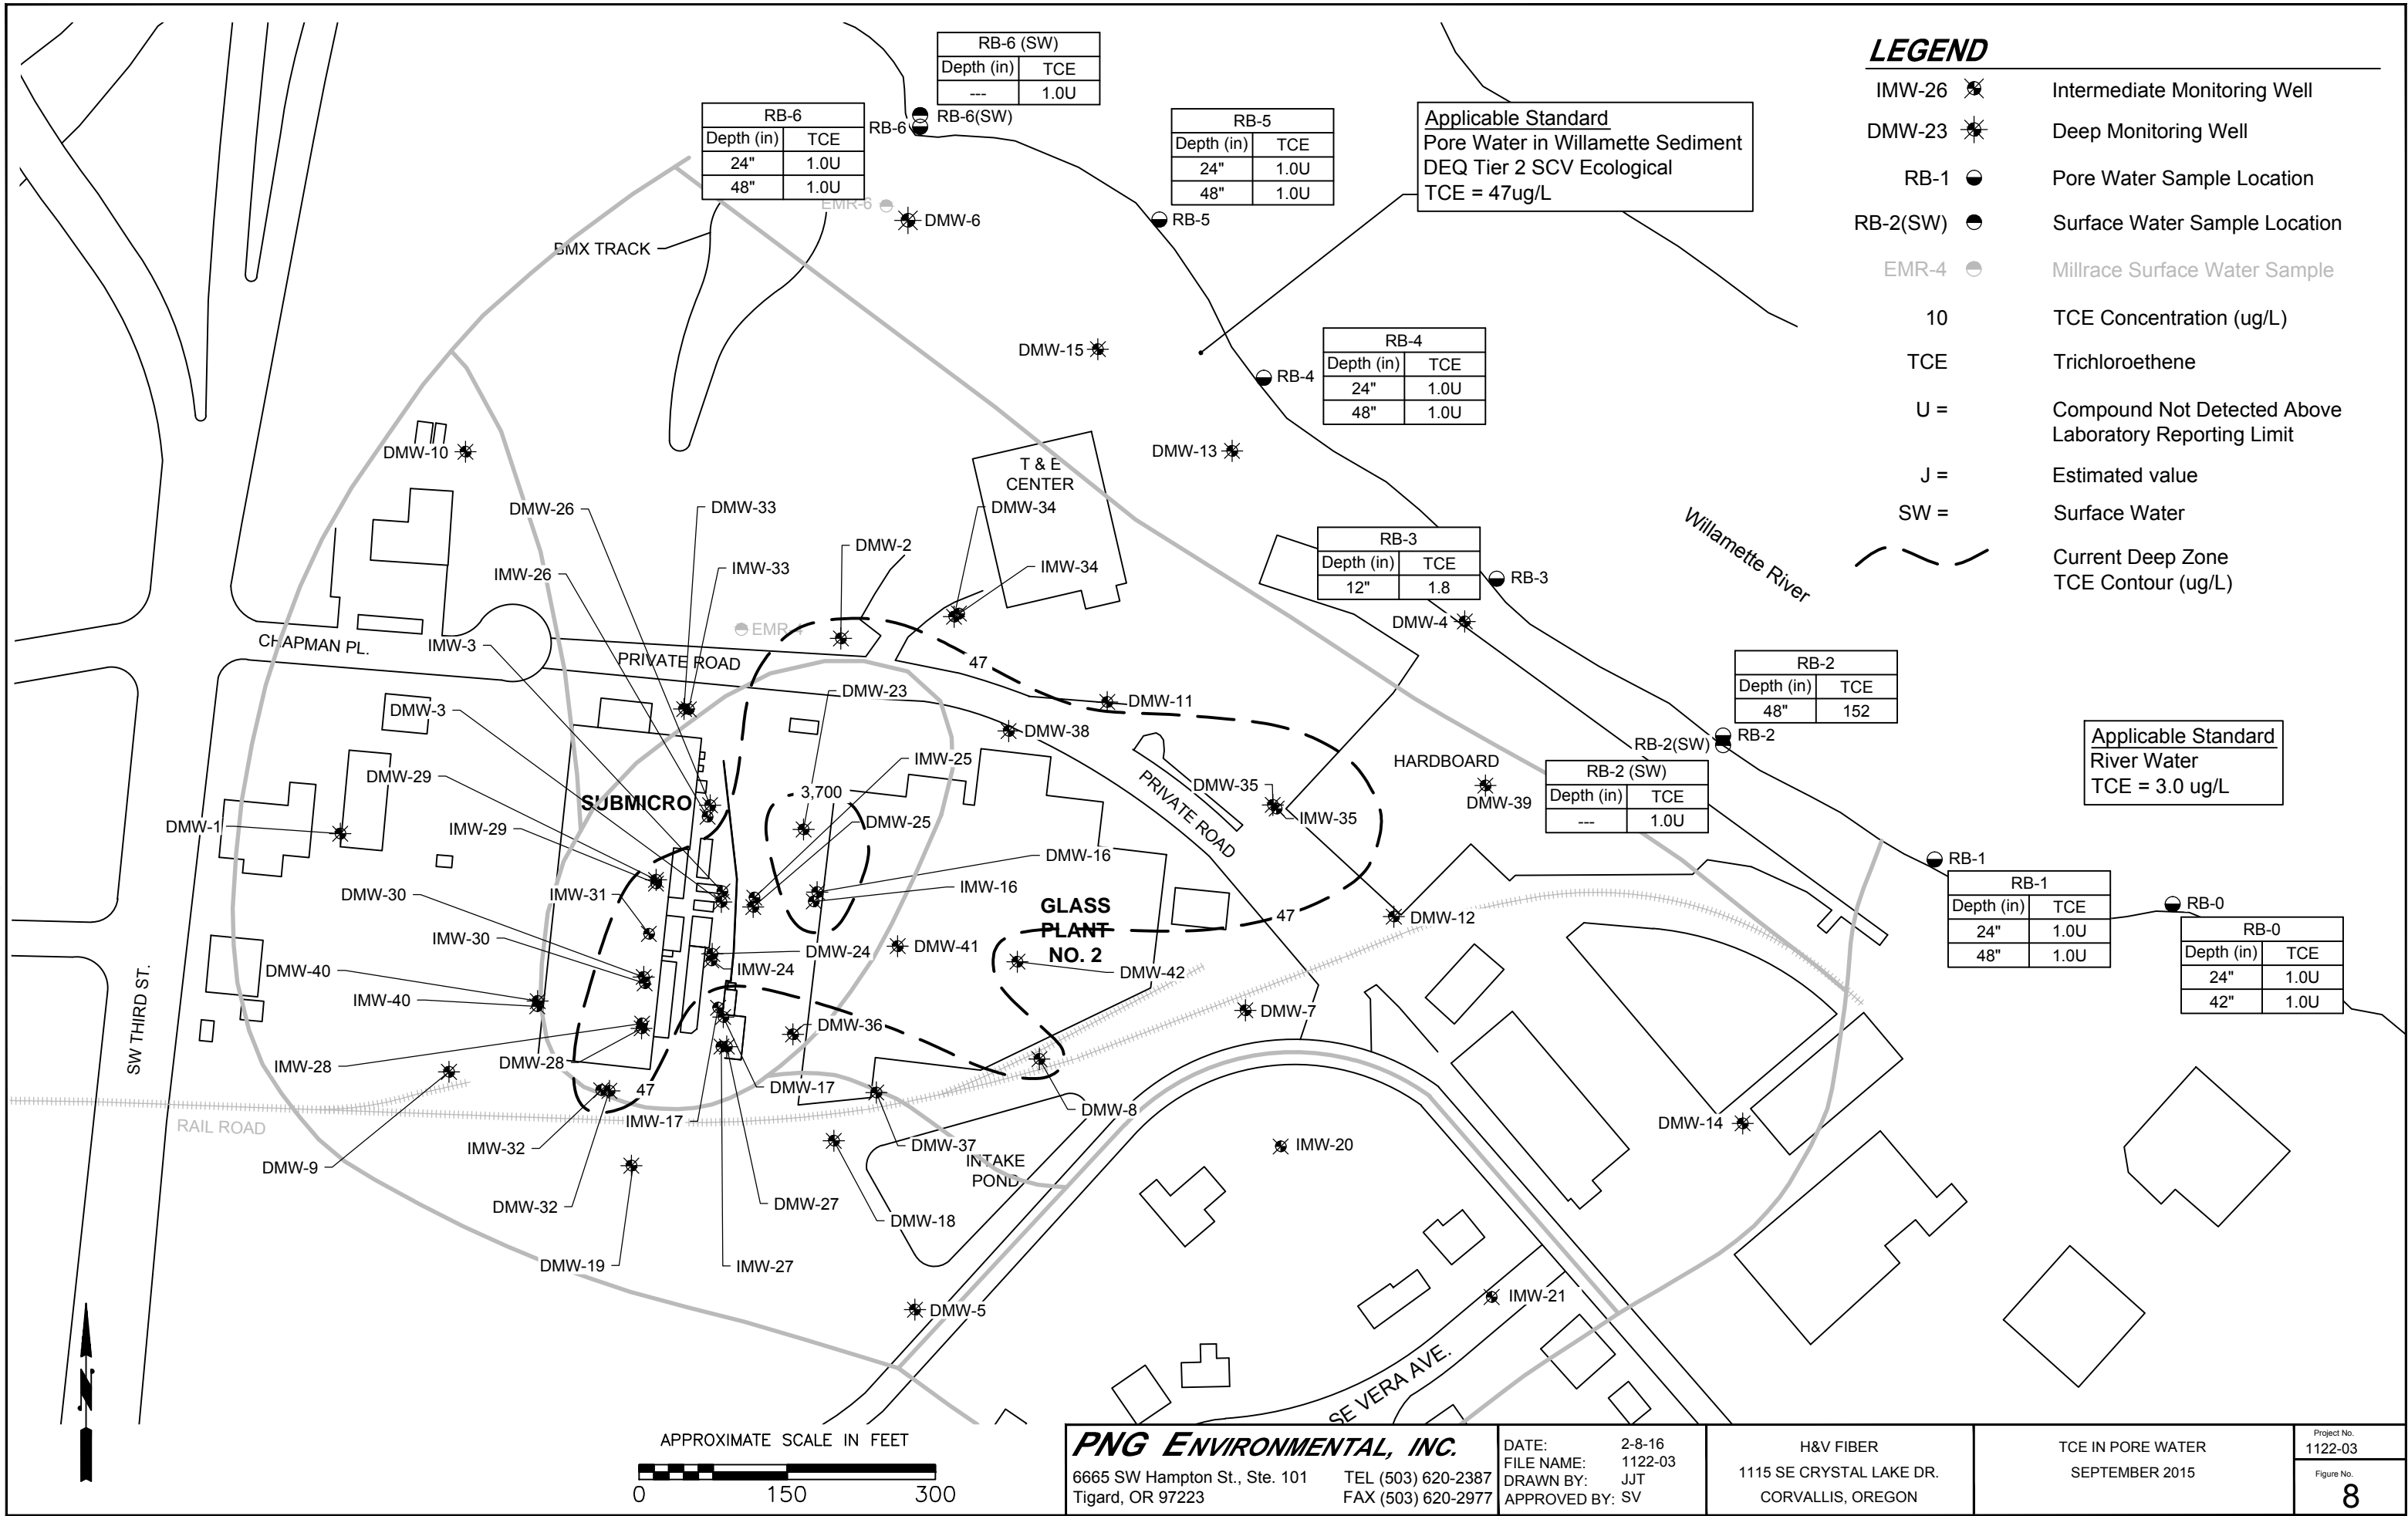 RB-6 (SW)
Depth (in) TCE
--- 1.0U
RB-6
Depth (in) TCE
24" 1.0U
48" 1.0U
RB-6
RB-6(SW)
RB-5
Depth (in) TCE
24" 1.0U
48" 1.0U
RB-5
Applicable Standard
Pore Water in Willamette Sediment
DEQ Tier 2 SCV Ecological
TCE = 47ug/L
LEGEND
IMW-26 Intermediate Monitoring Well
DMW-23 Deep Monitoring Well
RB-1 Pore Water Sample Location
RB-2(SW) Surface Water Sample Location
EMR-4 Millrace Surface Water Sample
10 TCE Concentration (ug/L)
TCE Trichloroethene
U = Compound Not Detected Above
Laboratory Reporting Limit
J = Estimated value
SW = Surface Water
Current Deep Zone
TCE Contour (ug/L)
EMR-6
DMW-6
BMX TRACK
DMW-15
RB-4
RB-4
Depth (in) TCE
24" 1.0U
48" 1.0U
DMW-10
T & E
CENTER
DMW-13
DMW-26
DMW-33
DMW-34
DMW-2
IMW-26
IMW-33
IMW-34
RB-3
Depth (in) TCE
12" 1.8
RB-3
Willamette River
DMW-4
EMR-4
CHAPMAN PL.
IMW-3
PRIVATE ROAD
47
RB-2
Depth (in) TCE
48" 152
DMW-3
DMW-23
DMW-11
DMW-38
RB-2(SW)
RB-2
Applicable Standard
River Water
TCE = 3.0 ug/L
DMW-29
IMW-25
HARDBOARD
RB-2 (SW)
Depth (in) TCE
--- 1.0U
SUBMICRO
3,700
PRIVATE ROAD
DMW-35
DMW-39
DMW-1
IMW-29
DMW-25
IMW-35
DMW-16
RB-1
DMW-30
IMW-31
IMW-16
RB-1
Depth (in) TCE
24" 1.0U
48" 1.0U
RB-0
GLASS
PLANT
NO. 2
47
DMW-12
RB-0
Depth (in) TCE
24" 1.0U
42" 1.0U
IMW-30
DMW-24
DMW-41
DMW-40
IMW-24
DMW-42
IMW-40
SW THIRD ST.
DMW-7
DMW-36
IMW-28
DMW-28
47
DMW-17
RAIL ROAD
IMW-17
DMW-8
DMW-14
IMW-32
DMW-37
IMW-20
DMW-9
INTAKE
POND
DMW-32
DMW-27
DMW-18
DMW-19
IMW-27
DMW-5
IMW-21
SE VERA AVE.
N
APPROXIMATE SCALE IN FEET
0 150 300
PNG ENVIRONMENTAL, INC.
6665 SW Hampton St., Ste. 101 TEL (503) 620-2387
Tigard, OR 97223 FAX (503) 620-2977
DATE: 2-8-16
FILE NAME: 1122-03
DRAWN BY: JJT
APPROVED BY: SV
H&V FIBER
1115 SE CRYSTAL LAKE DR.
CORVALLIS, OREGON
TCE IN PORE WATER
SEPTEMBER 2015
Project No.
1122-03
Figure No.
8